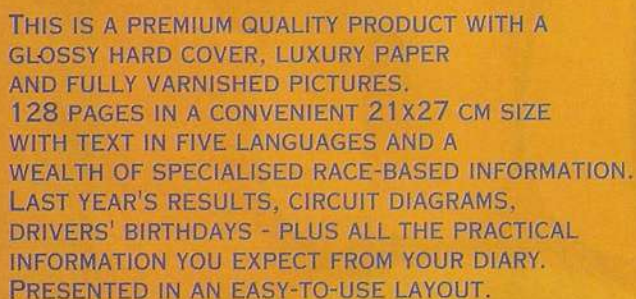 THIS IS A PREMIUM QUALITY PRODUCT WITH A
GLOSSY HARD COVER, LUXURY PAPER
AND FULLY VARNISHED PICTURES.
128 PAGES IN A CONVENIENT 21X27 CM SIZE
WITH TEXT IN FIVE LANGUAGES AND A
WEALTH OF SPECIALISED RACE-BASED INFORMATION.
LAST YEAR'S RESULTS, CIRCUIT DIAGRAMS,
DRIVERS' BIRTHDAYS - PLUS ALL THE PRACTICAL
INFORMATION YOU EXPECT FROM YOUR DIARY.
PRESENTED IN AN EASY-TO-USE LAYOUT.